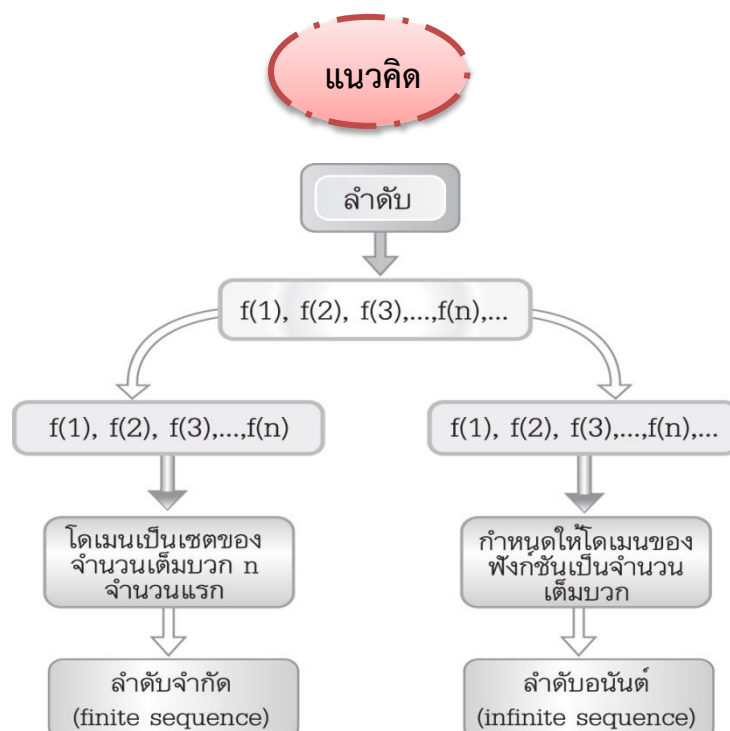 แนวคิด
ลำดับ
f(1), f(2), f(3),...,f(n),...
f(1), f(2), f(3),...,f(n)
f(1), f(2), f(3),...,f(n),...
โดเมนเป็นเซตของ
จำนวนเต็มบวก n
จำนวนแรก
กำหนดให้โดเมนของ
ฟังก์ชันเป็นจำนวน
เต็มบวก
ลำดับจำกัด
(finite sequence)
ลำดับอนันต์
(infinite sequence)